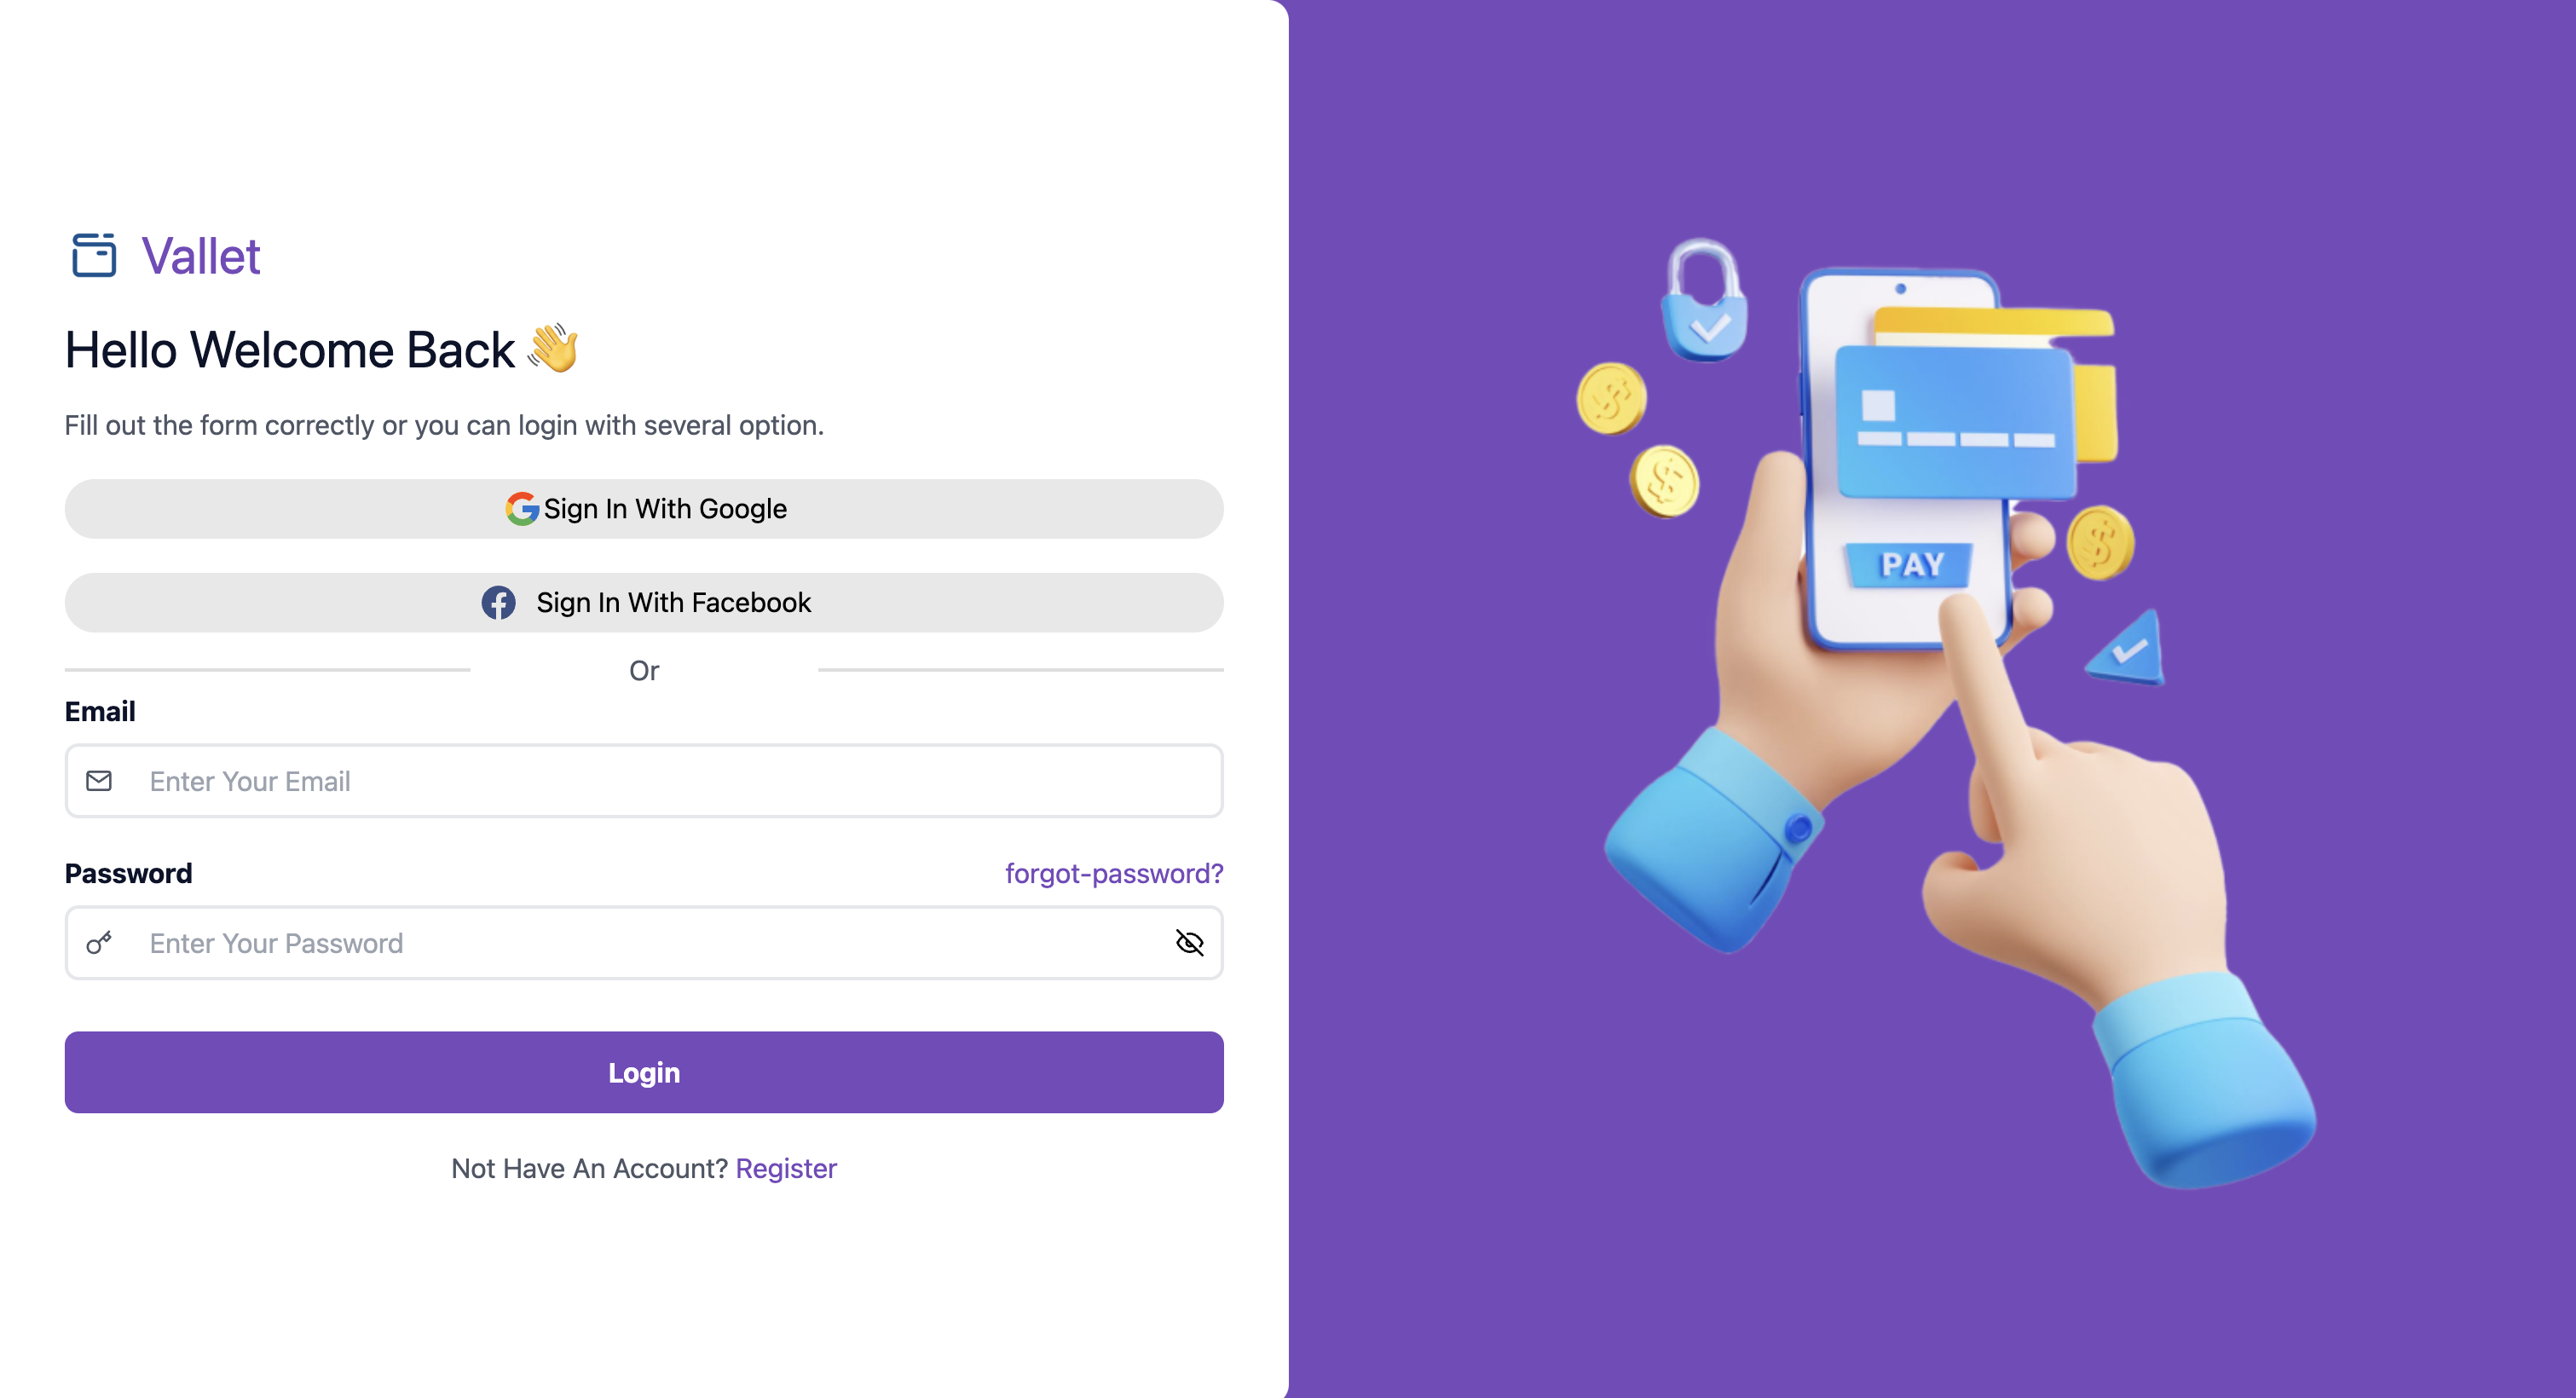 Vallet
Hello Welcome Back 👋
Fill out the form correctly or you can login with several option.
Sign In With Google
Sign In With Facebook
Or
Email
Enter Your Email
Password forgot-password?
Enter Your Password
Login
Not Have An Account? Register
PAY